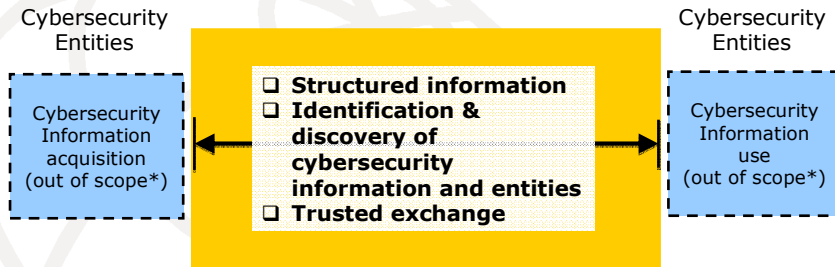 Cybersecurity
Entities
Cybersecurity
Information
acquisition
(out of scope*)
❑ Structured information
❑ Identification &
discovery of
cybersecurity
information and entities
❑ Trusted exchange
Cybersecurity
Entities
Cybersecurity
Information
use
(out of scope*)